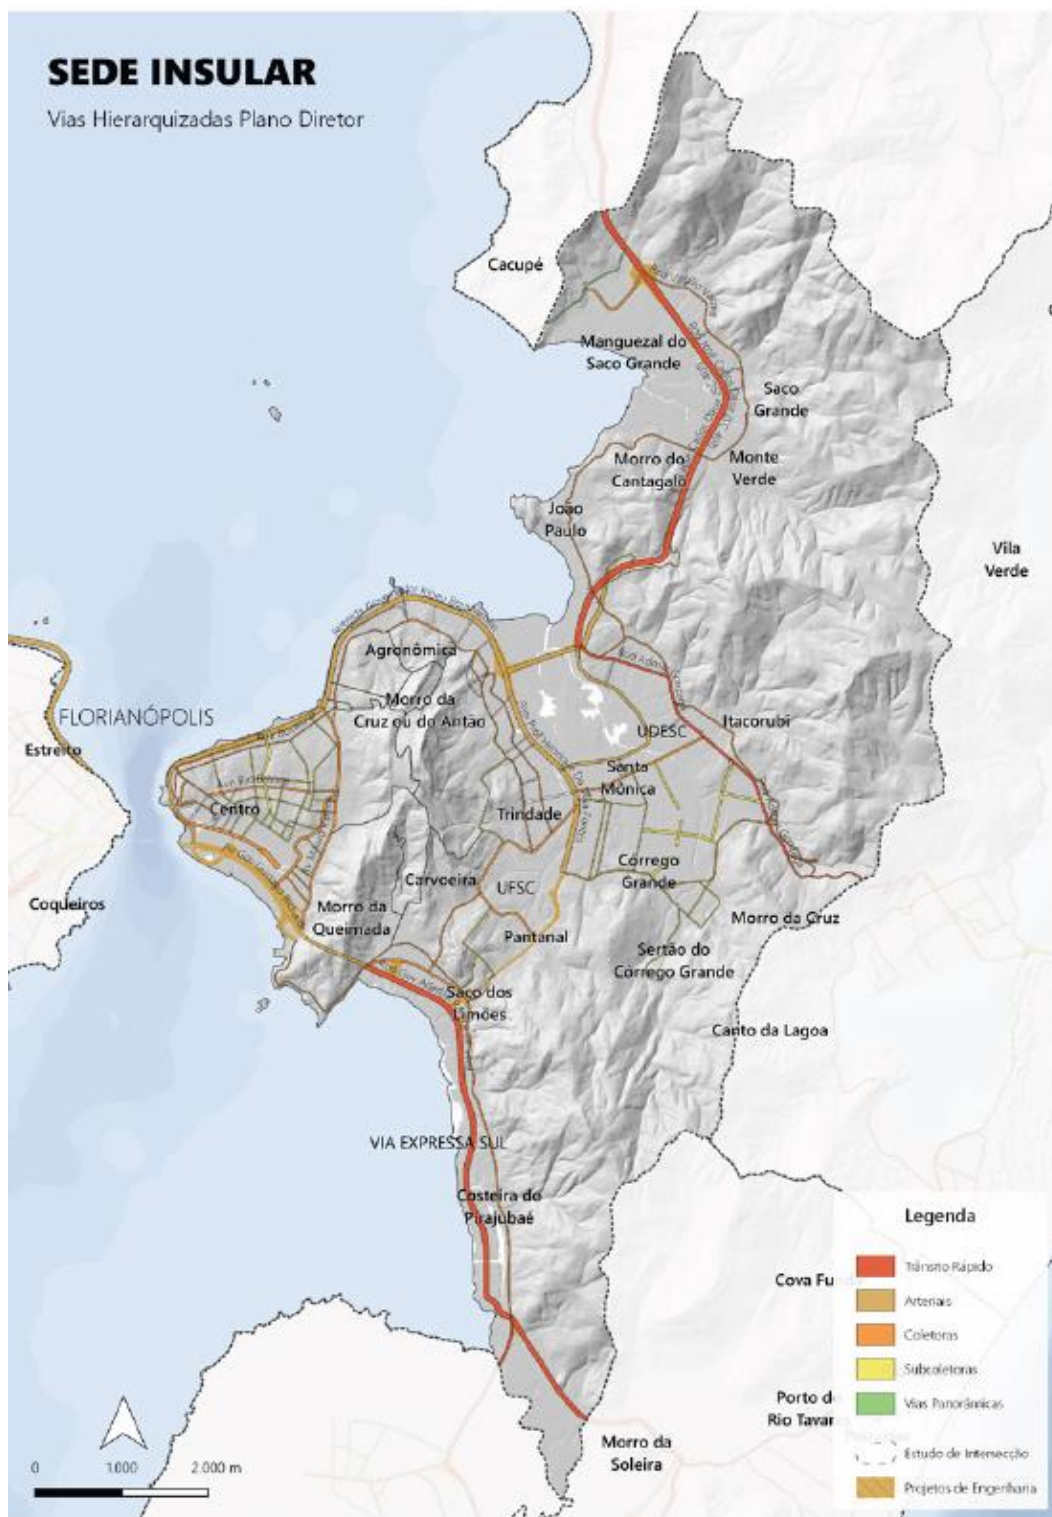 SEDE INSULAR
Vias Hierarquizadas Plano Diretor
Cacupé
Manguezal do
Saco Grande
Saco
Grande
Morro do
Cantagalo
Monte
Verde
João
Paulo
Vila
Verde
Agronômica
Morro da
Cruz ou do Antão
FLORIANÓPOLIS
Estreito
UDESC
Itacorubi
Santa
Mônica
Centro
Trindade
Córrego
Grande
Carvoeira
UFSC
Coqueiros
Morro da
Queimada
Morro da Cruz
Pantanal
Sertão do
Córrego Grande
Saco dos
Limões
Canto da Lagoa
VIA EXPRESSA SUL
Costeira do
Pirajubaé
Legenda
Trânsito Rápido
Cova Fu
Arteriais
Coletoras
Subcoletoras
Porto d
Rio Tavar
Vias Panorâmicas
Morro da
Soleira
Estudo de Intersecção
Projetos de Engenharia
0 1.000 2.000 m